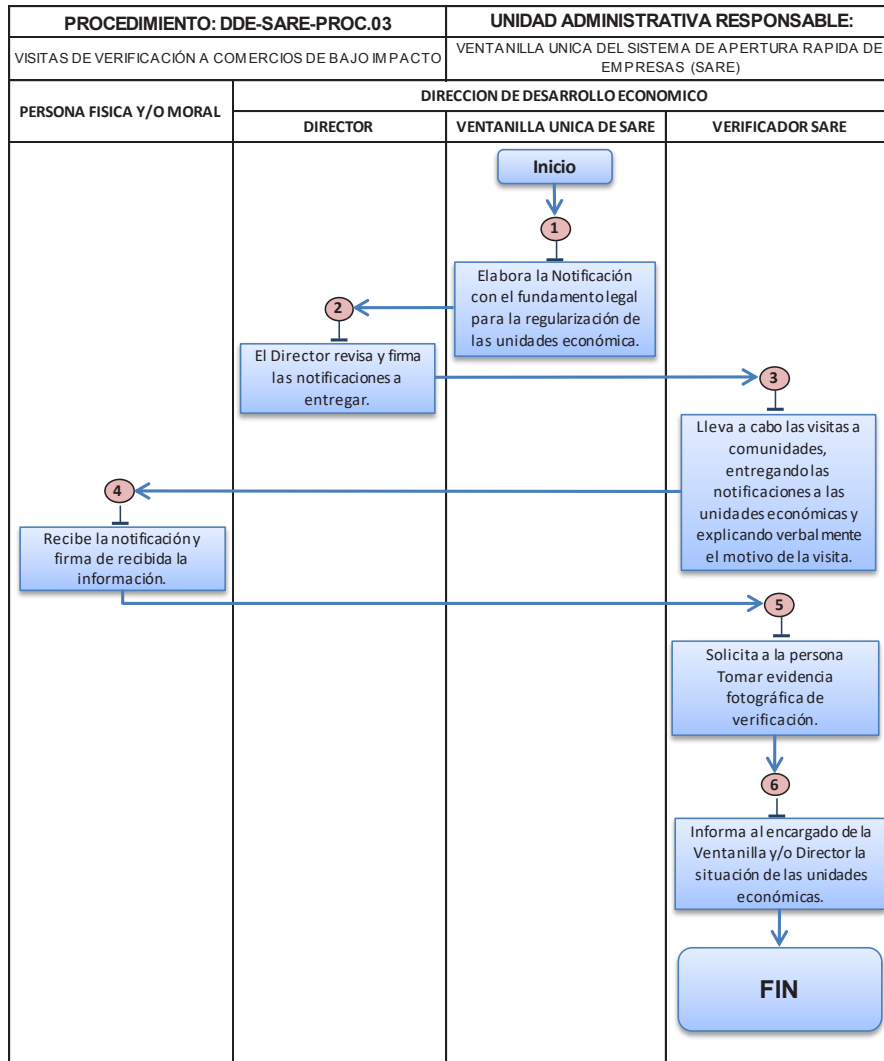 PROCEDIMIENTO: DDE-SARE-PROC.03
UNIDAD ADMINISTRATIVA RESPONSABLE:
VISITAS DE VERIFICACIÓN A COMERCIOS DE BAJO IMPACTO
VENTANILLA UNICA DEL SISTEMA DE APERTURA RAPIDA DE
EMPRESAS (SARE)
PERSONA FISICA Y/O MORAL
DIRECCION DE DESARROLLO ECONOMICO
DIRECTOR
VENTANILLA UNICA DE SARE
VERIFICADOR SARE
Inicio
1
Elabora la Notificación
con el fundamento legal
para la regularización de
las unidades económica.
2
El Director revisa y firma
las notificaciones a
entregar.
3
Lleva a cabo las visitas a
comunidades,
entregando las
notificaciones a las
unidades económicas y
explicando verbalmente
el motivo de la visita.
4
Recibe la notificación y
firma de recibida la
información.
5
Solicita a la persona
Tomar evidencia
fotográfica de
verificación.
6
Informa al encargado de la
Ventanilla y/o Director la
situación de las unidades
económicas.
FIN